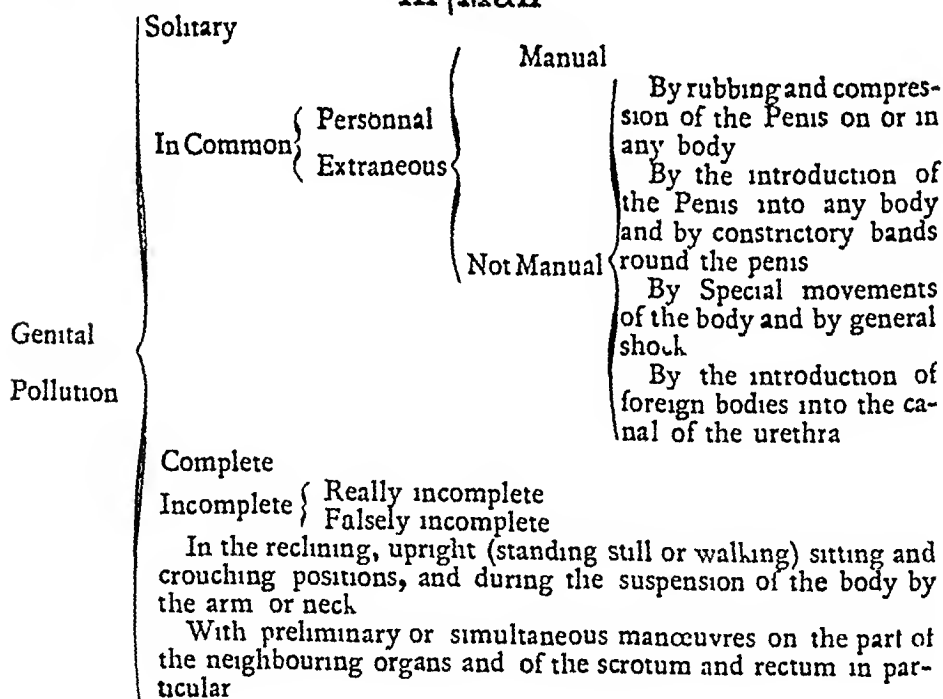 Solitary
Manual
In Common
Personnal
Extraneous
By rubbing and compres-
sion of the Penis on or in
any body
By the introduction of
the Penis into any body
and by constrictory bands
round the penis
Not Manual
By Special movements
of the body and by general
shock
By the introduction of
foreign bodies into the ca-
nal of the urethra
Genital
Pollution
Complete
Incomplete
Really incomplete
Falsely incomplete
In the reclining, upright (standing still or walking) sitting and
crouching positions, and during the suspension of the body by
the arm or neck
With preliminary or simultaneous manœuvres on the part of
the neighbouring organs and of the scrotum and rectum in par-
ticular